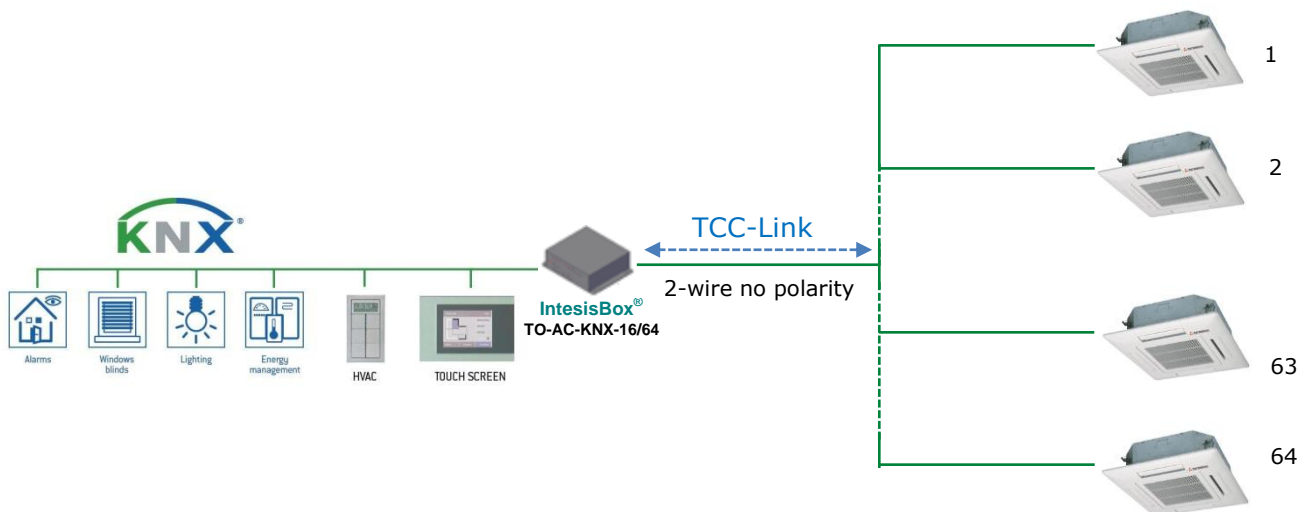 KNX®
Alarms
Windows
blinds
Lighting
Energy
management
HVAC
TOUCH SCREEN
IntesisBox®
TO-AC-KNX-16/64
TCC-Link
2-wire no polarity
1
2
63
64